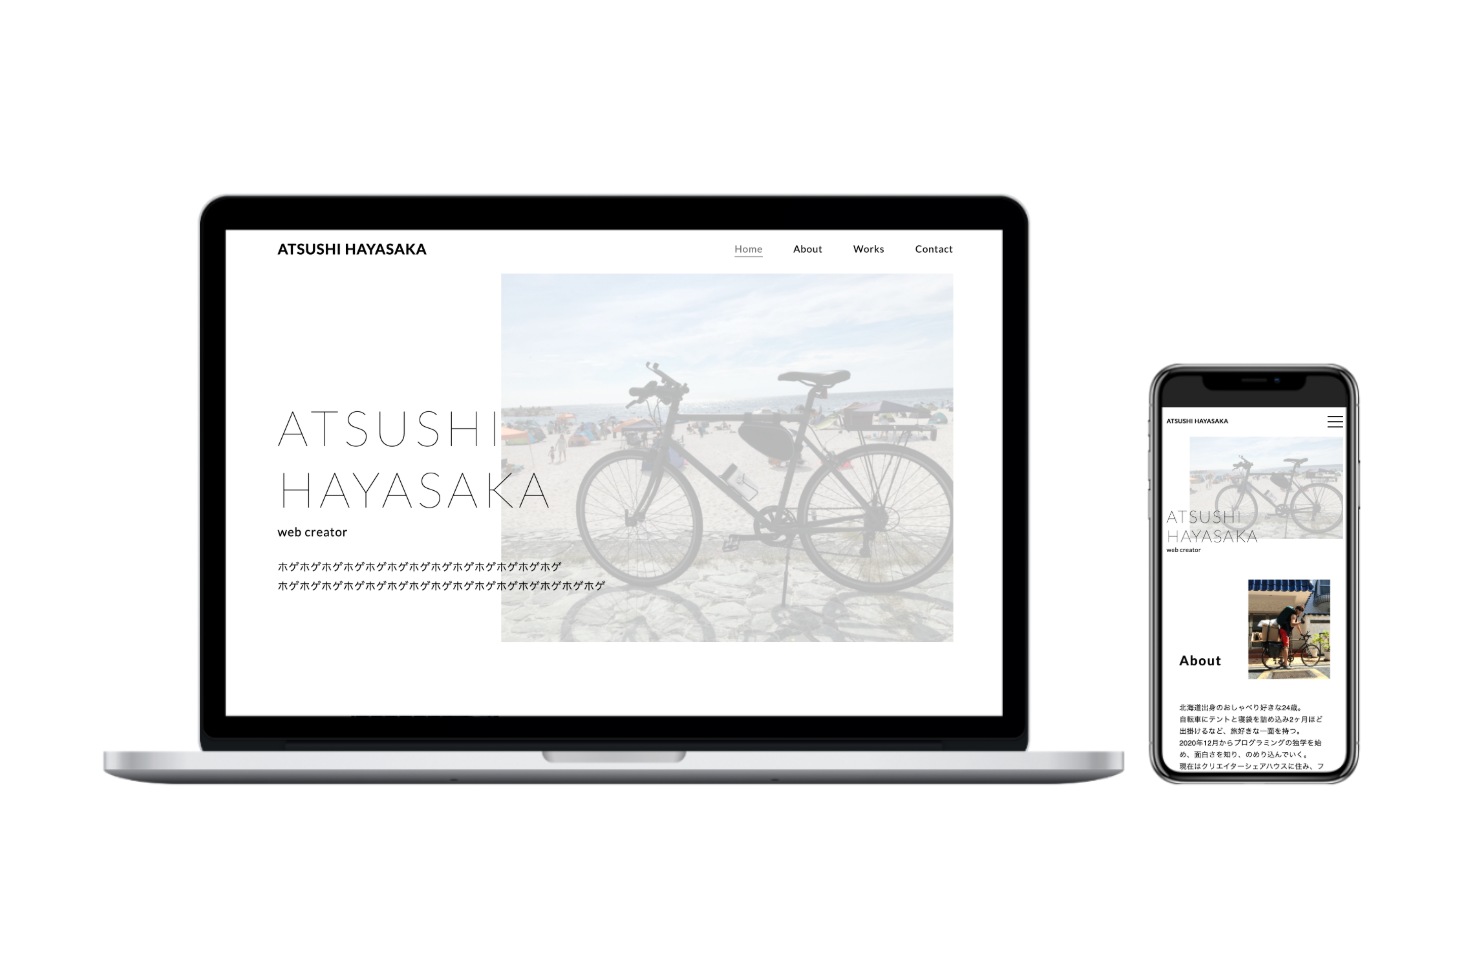 ATSUSHI HAYASAKA
Home About Works Contact
ATSUSHI
HAYASAKA
web creator
ホゲホゲホゲホゲホゲホゲホゲホゲホゲホゲホゲホゲホゲ
ホゲホゲホゲホゲホゲホゲホゲホゲホゲホゲホゲホゲホゲホゲホゲ
ATSUSHI HAYASAKA
ATSUSHI
HAYASAKA
web creator
About
北海道出身のおしゃべり好きな24歳。
自転車にテントと寝袋を詰め込み2ヶ月ほど
出掛けるなど、旅好きな一面を持つ。
2020年12月からプログラミングの独学を始
め、面白さを知り、のめり込んでいく。
現在はクリエイターシェアハウスに住み、フ